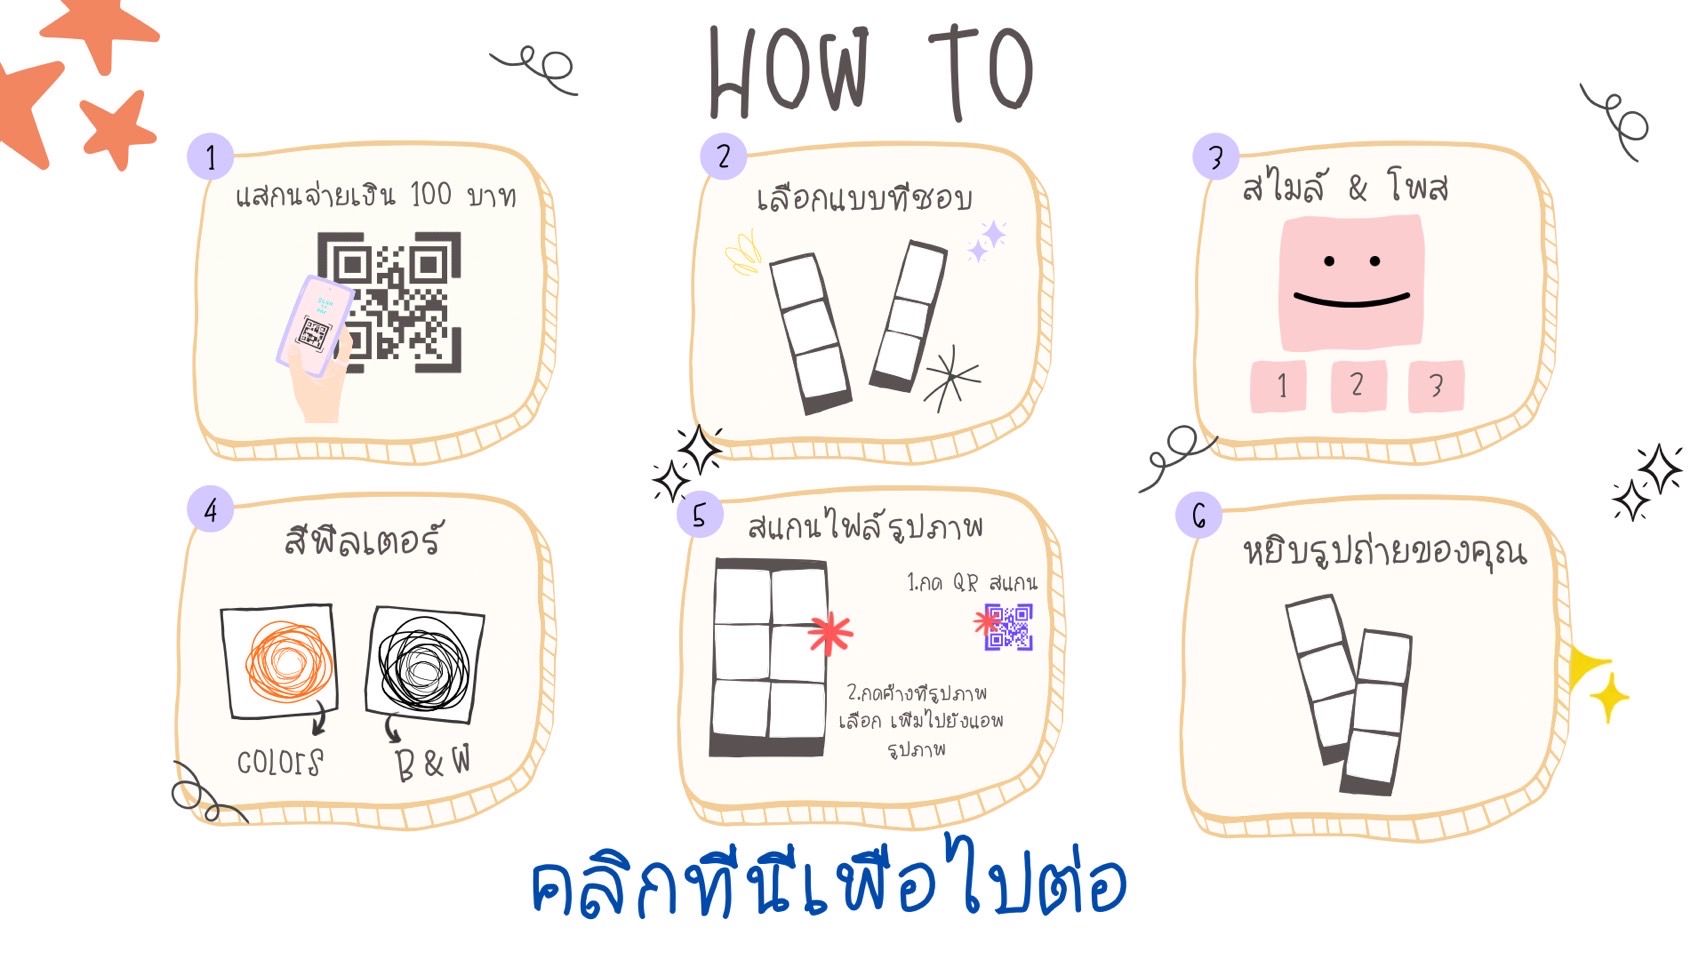 HOW TO
1
แสกนจ่ายเงิน 100 บาท
2
เลือกแบบที่ชอบ
3
สไมล์ & โพส
1 2 3
4
สีฟิลเตอร์
COLORS B & W
5
สแกนไฟล์รูปภาพ
1.กด QR สแกน
2.กดค้างที่รูปภาพ
เลือก เพิ่มไปยังแอพ
รูปภาพ
6
หยิบรูปถ่ายของคุณ
คลิกที่นี่เพื่อไปต่อ